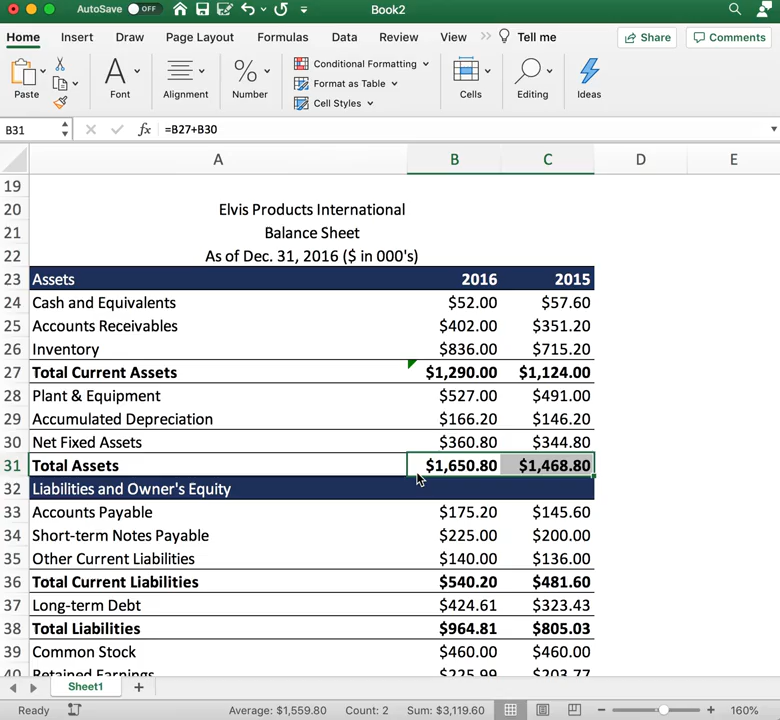 AutoSave OFF Book2
Home Insert Draw Page Layout Formulas Data Review View Tell me Share Comments
Paste Font Alignment % Number Conditional Formatting Format as Table Cell Styles Cells Editing Ideas
B31 fx =B27+B30
A B C D E
19
20 Elvis Products International
21 Balance Sheet
22 As of Dec. 31, 2016 ($ in 000's)
23 Assets 2016 2015
24 Cash and Equivalents $52.00 $57.60
25 Accounts Receivables $402.00 $351.20
26 Inventory $836.00 $715.20
27 Total Current Assets $1,290.00 $1,124.00
28 Plant & Equipment $527.00 $491.00
29 Accumulated Depreciation $166.20 $146.20
30 Net Fixed Assets $360.80 $344.80
31 Total Assets $1,650.80 $1,468.80
32 Liabilities and Owner's Equity
33 Accounts Payable $175.20 $145.60
34 Short-term Notes Payable $225.00 $200.00
35 Other Current Liabilities $140.00 $136.00
36 Total Current Liabilities $540.20 $481.60
37 Long-term Debt $424.61 $323.43
38 Total Liabilities $964.81 $805.03
39 Common Stock $460.00 $460.00
40 Retained Earnings $225.99 $203.77
Sheet1 +
Ready Average: $1,559.80 Count: 2 Sum: $3,119.60 − + 160%